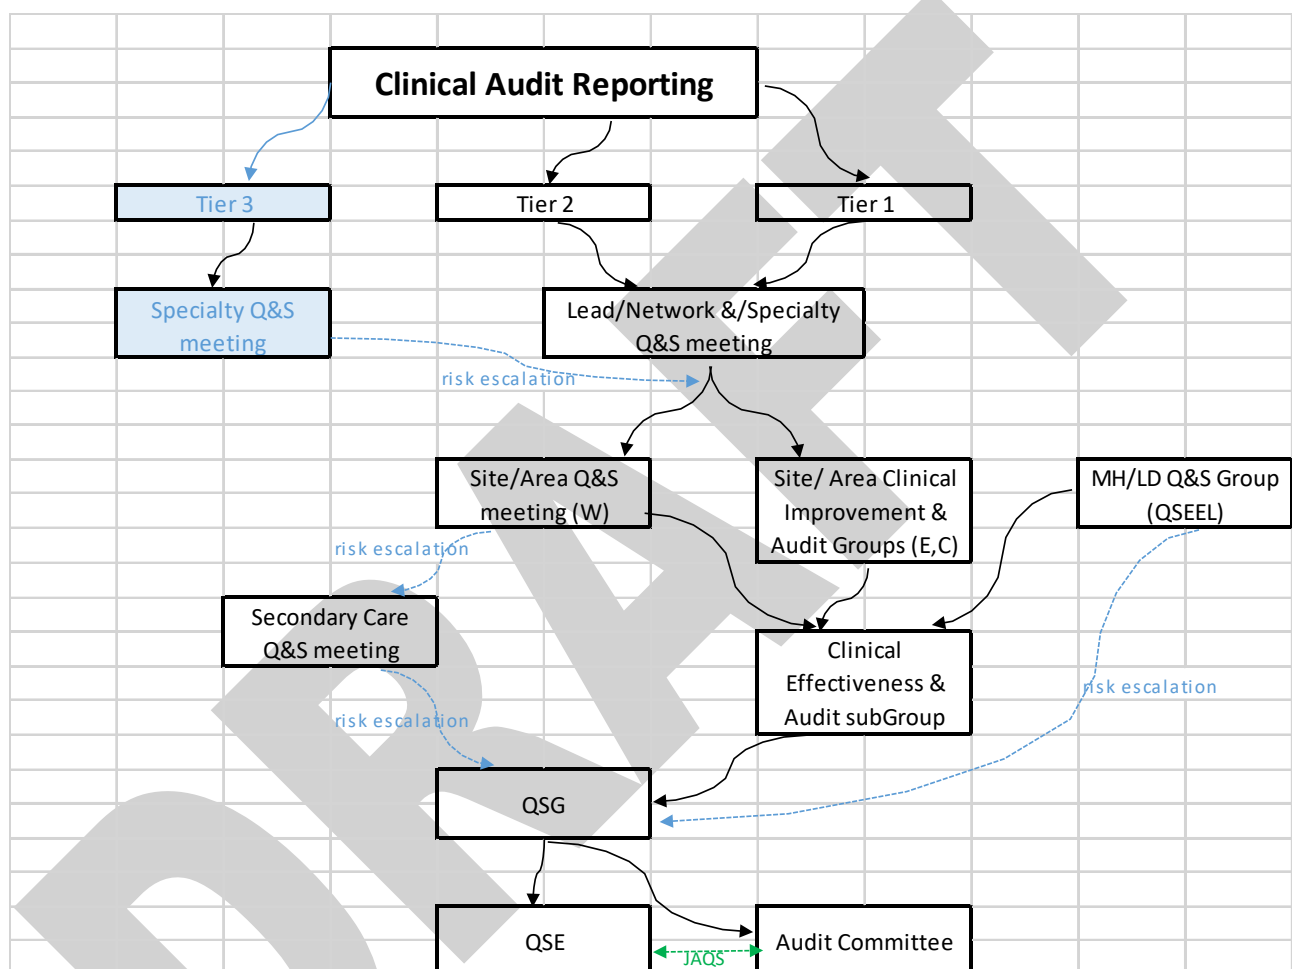 Clinical Audit Reporting
Tier 3
Tier 2
Tier 1
Specialty Q&S
meeting
Lead/Network &/Specialty
Q&S meeting
risk escalation
Site/Area Q&S
meeting (W)
Site/ Area Clinical
Improvement &
Audit Groups (E,C)
MH/LD Q&S Group
(QSEEL)
risk escalation
Secondary Care
Q&S meeting
Clinical
Effectiveness &
Audit subGroup
risk escalation
risk escalation
QSG
QSE
JAQS
Audit Committee
DRAFT